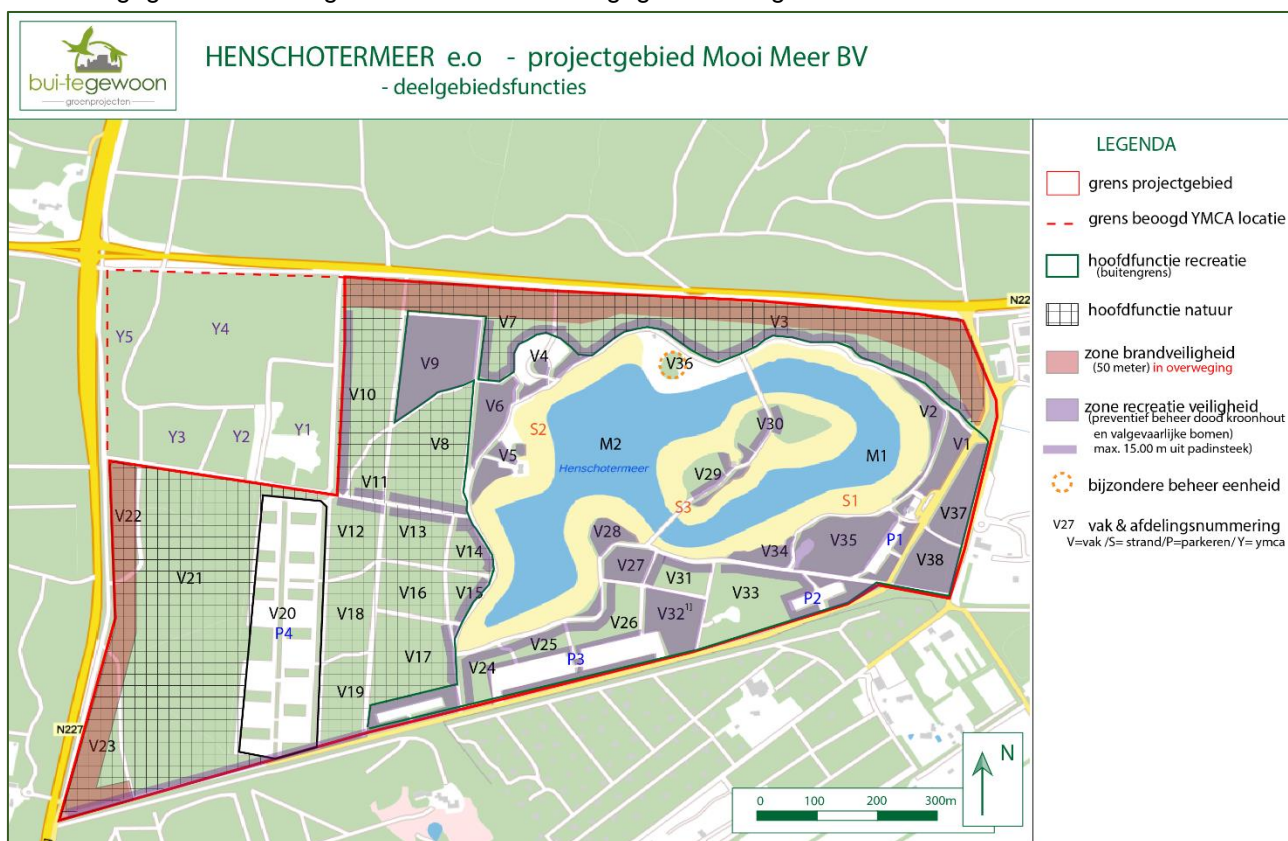 bui-tegewoon
groenprojecten
HENSCHOTERMEER e.o - projectgebied Mooi Meer BV
- deelgebiedsfuncties
LEGENDA
grens projectgebied
grens beoogd YMCA locatie
hoofdfunctie recreatie
(buitengrens)
hoofdfunctie natuur
zone brandveiligheid
(50 meter) in overweging
zone recreatie veiligheid
(preventief beheer dood kroonhout
en valgevaarlijke bomen)
max. 15.00 m uit padinsteek)
bijzondere beheer eenheid
V27 vak & afdelingsnummering
V=vak /S= strand/P=parkeren/ Y= ymca
N22
Y5
Y4
Y3
Y2
Y1
V10
V9
V7
V4
V3
V36
V6
V8
S2
V5
M2
Henschotermeer
V30
V29
M1
V2
V1
S3
S1
V11
V22
V21
V20
P4
V12
V13
V14
V28
V34
V35
P1
V37
V38
V27
V31
V16
V15
V18
V33
P2
V32 1]
V26
V25
V17
V24
P3
V19
V23
N227
N
0 100 200 300m